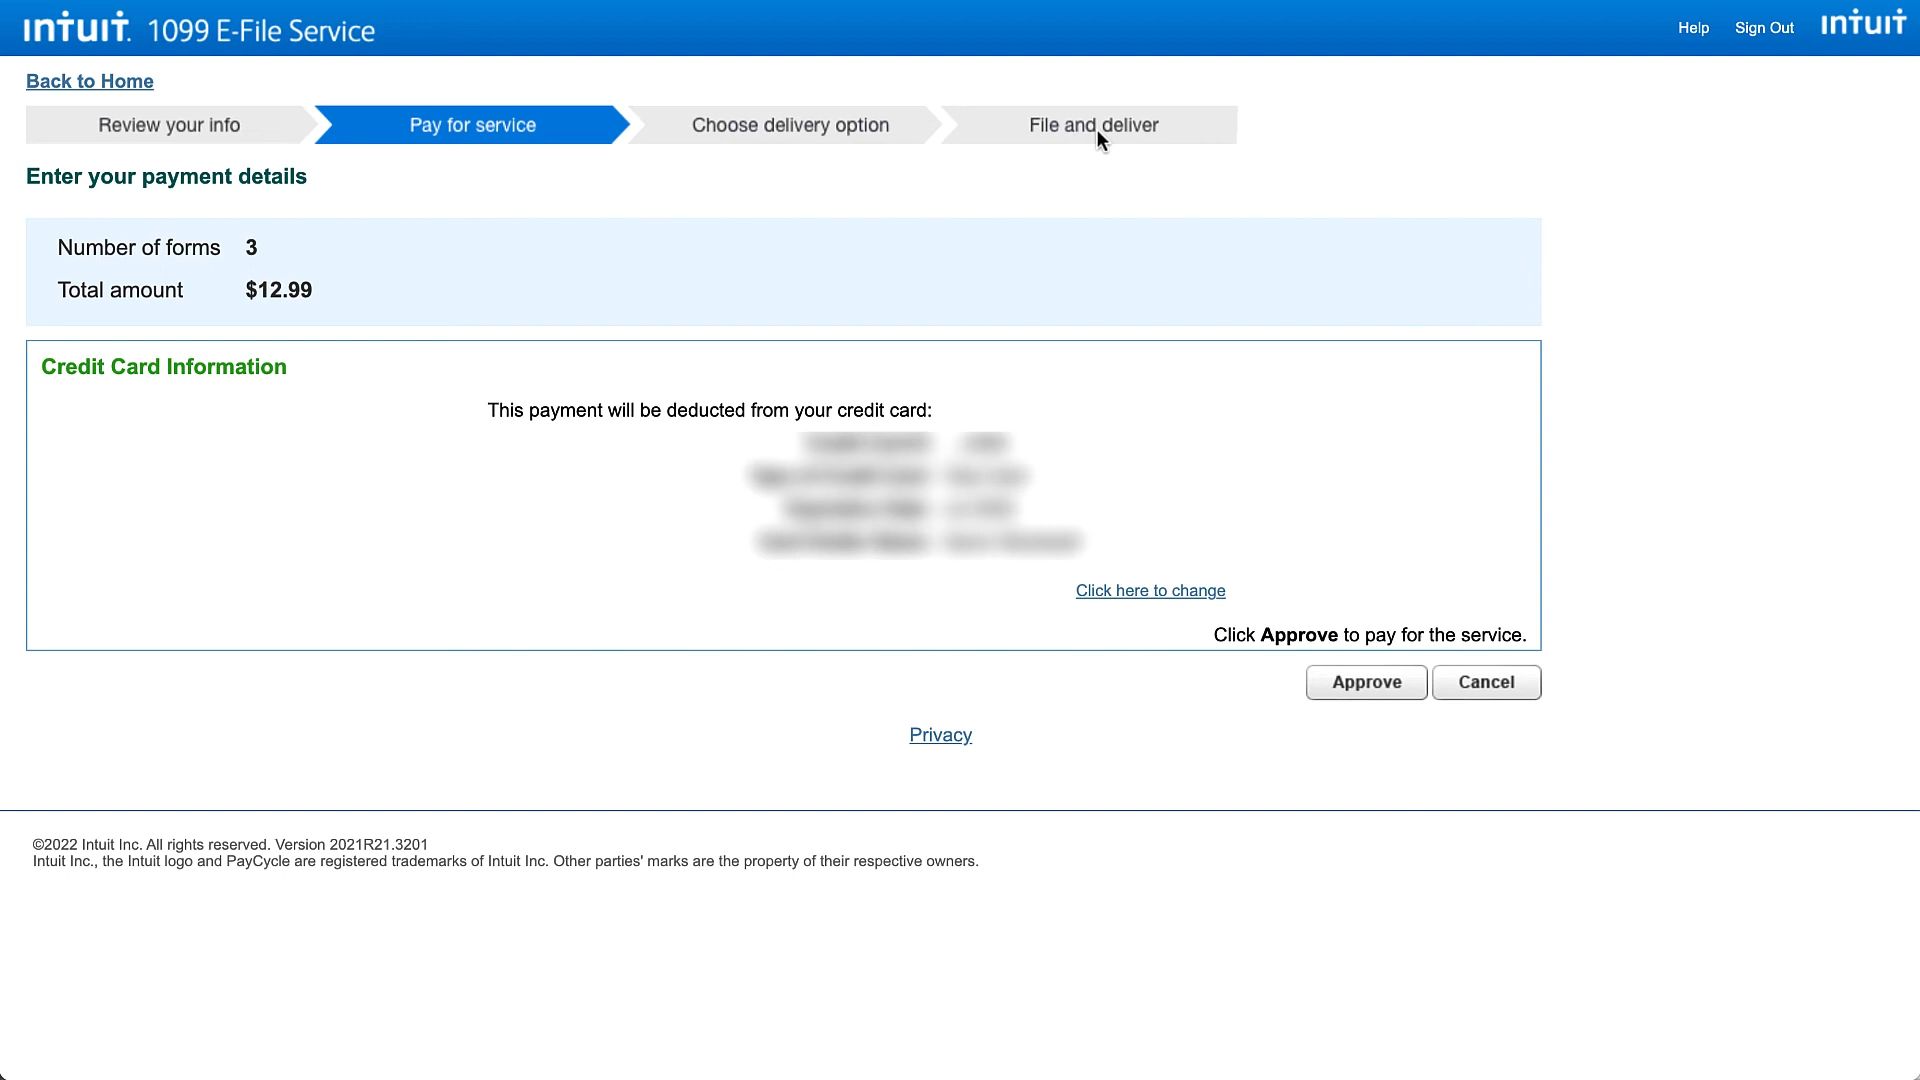 INTUIT. 1099 E-File Service
Help Sign Out INTUIT
Back to Home
Review your info Pay for service Choose delivery option File and deliver
Enter your payment details
Number of forms 3
Total amount $12.99
Credit Card Information
This payment will be deducted from your credit card:
Click here to change
Click Approve to pay for the service.
Approve Cancel
Privacy
©2022 Intuit Inc. All rights reserved. Version 2021R21.3201
Intuit Inc., the Intuit logo and PayCycle are registered trademarks of Intuit Inc. Other parties' marks are the property of their respective owners.